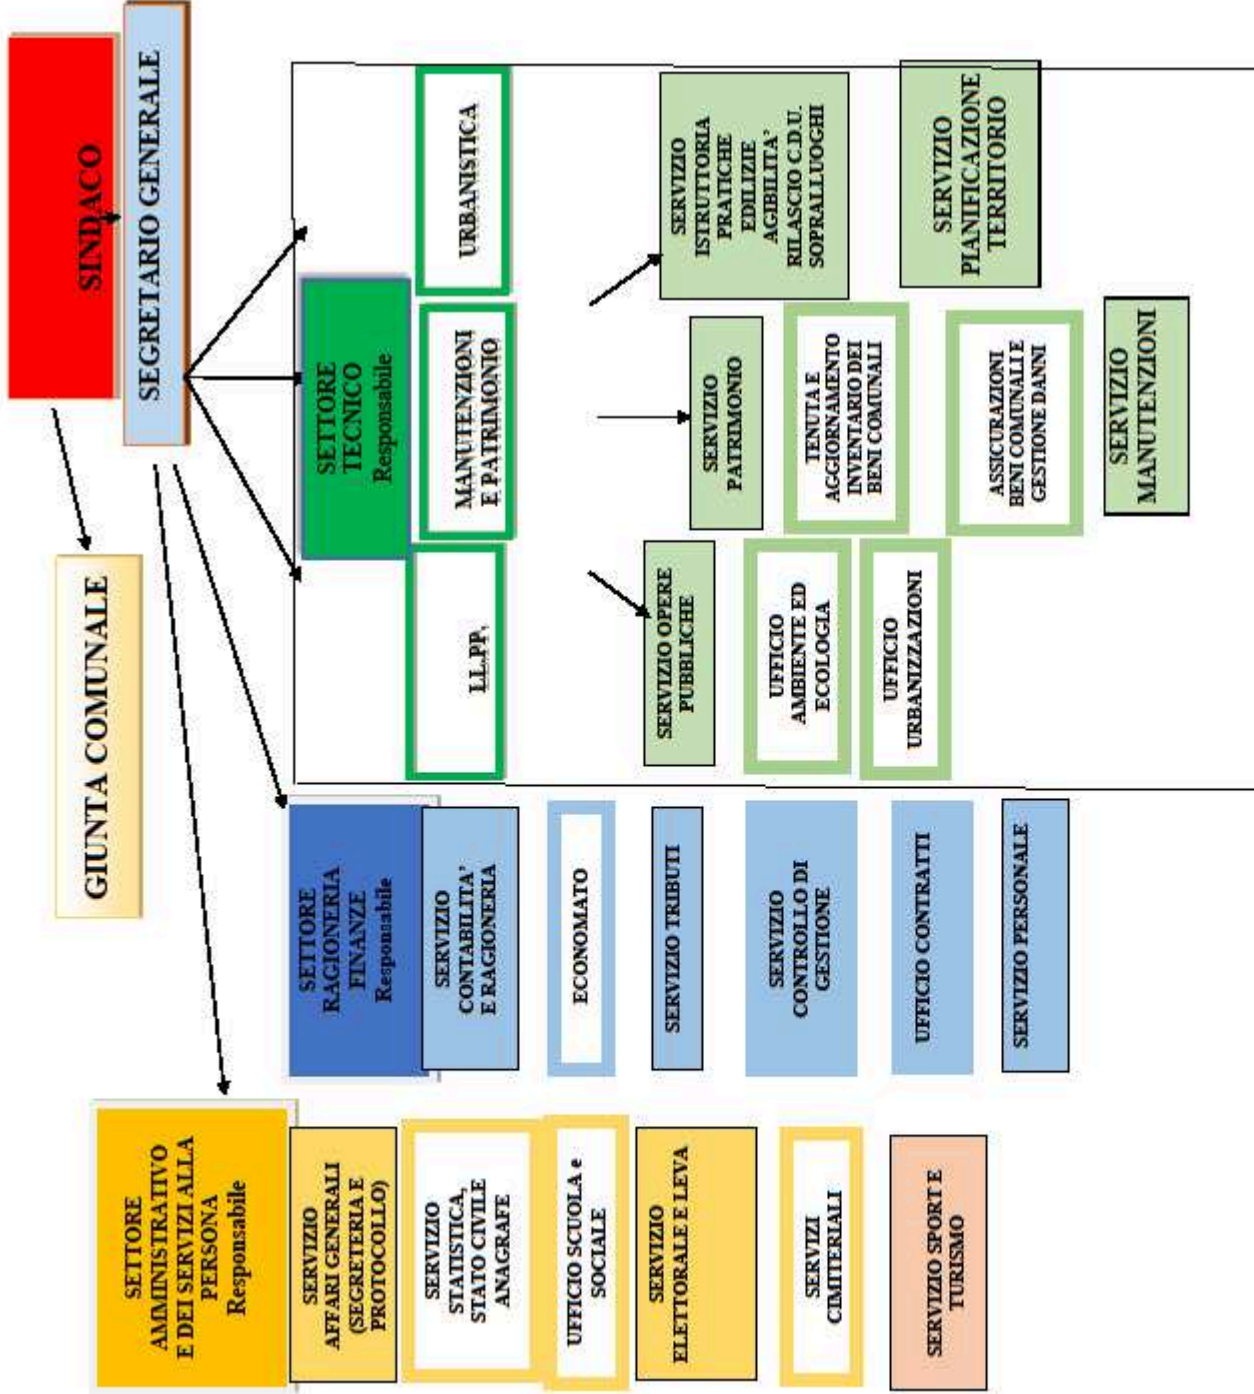 SINDACO
SEGRETARIO GENERALE
GIUNTA COMUNALE
SETTORE
AMMINISTRATIVO
E DEI SERVIZI ALLA
PERSONA
Responsabile
SERVIZIO
AFFARI GENERALI
(SEGRETERIA E
PROTOCOLLO)
SERVIZIO
STATISTICA,
STATO CIVILE
ANAGRAFE
UFFICIO SCUOLA e
SOCIALE
SERVIZIO
ELETTORALE E LEVA
SERVIZI
CIMITERIALI
SERVIZIO SPORT E
TURISMO
SETTORE
RAGIONERIA
FINANZE
Responsabile
SERVIZIO
CONTABILITA'
E RAGIONERIA
ECONOMATO
SERVIZIO TRIBUTI
SERVIZIO
CONTROLLO DI
GESTIONE
UFFICIO CONTRATTI
SERVIZIO PERSONALE
SETTORE
TECNICO
Responsabile
LL.PP.
MANUTENZIONI
E PATRIMONIO
URBANISTICA
SERVIZIO OPERE
PUBBLICHE
UFFICIO
AMBIENTE ED
ECOLOGIA
UFFICIO
URBANIZZAZIONI
SERVIZIO
PATRIMONIO
TENUTA E
AGGIORNAMENTO
INVENTARIO DEI
BENI COMUNALI
ASSICURAZIONI
BENI COMUNALI E
GESTIONE DANNI
SERVIZIO
MANUTENZIONI
SERVIZIO
ISTRUTTORIA
PRATICHE
EDILIZIE
AGIBILITA'
RILASCIO C.D.U.
SOPRALLUOGHI
SERVIZIO
PIANIFICAZIONE
TERRITORIO